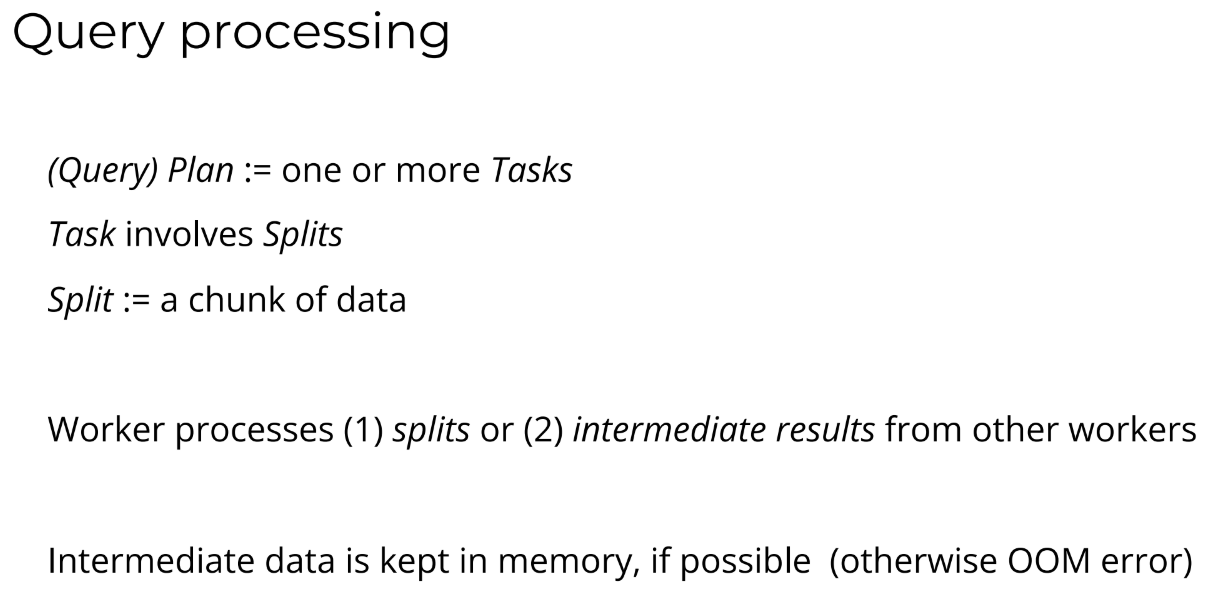 Query processing
(Query) Plan := one or more Tasks
Task involves Splits
Split := a chunk of data
Worker processes (1) splits or (2) intermediate results from other workers
Intermediate data is kept in memory, if possible  (otherwise OOM error)